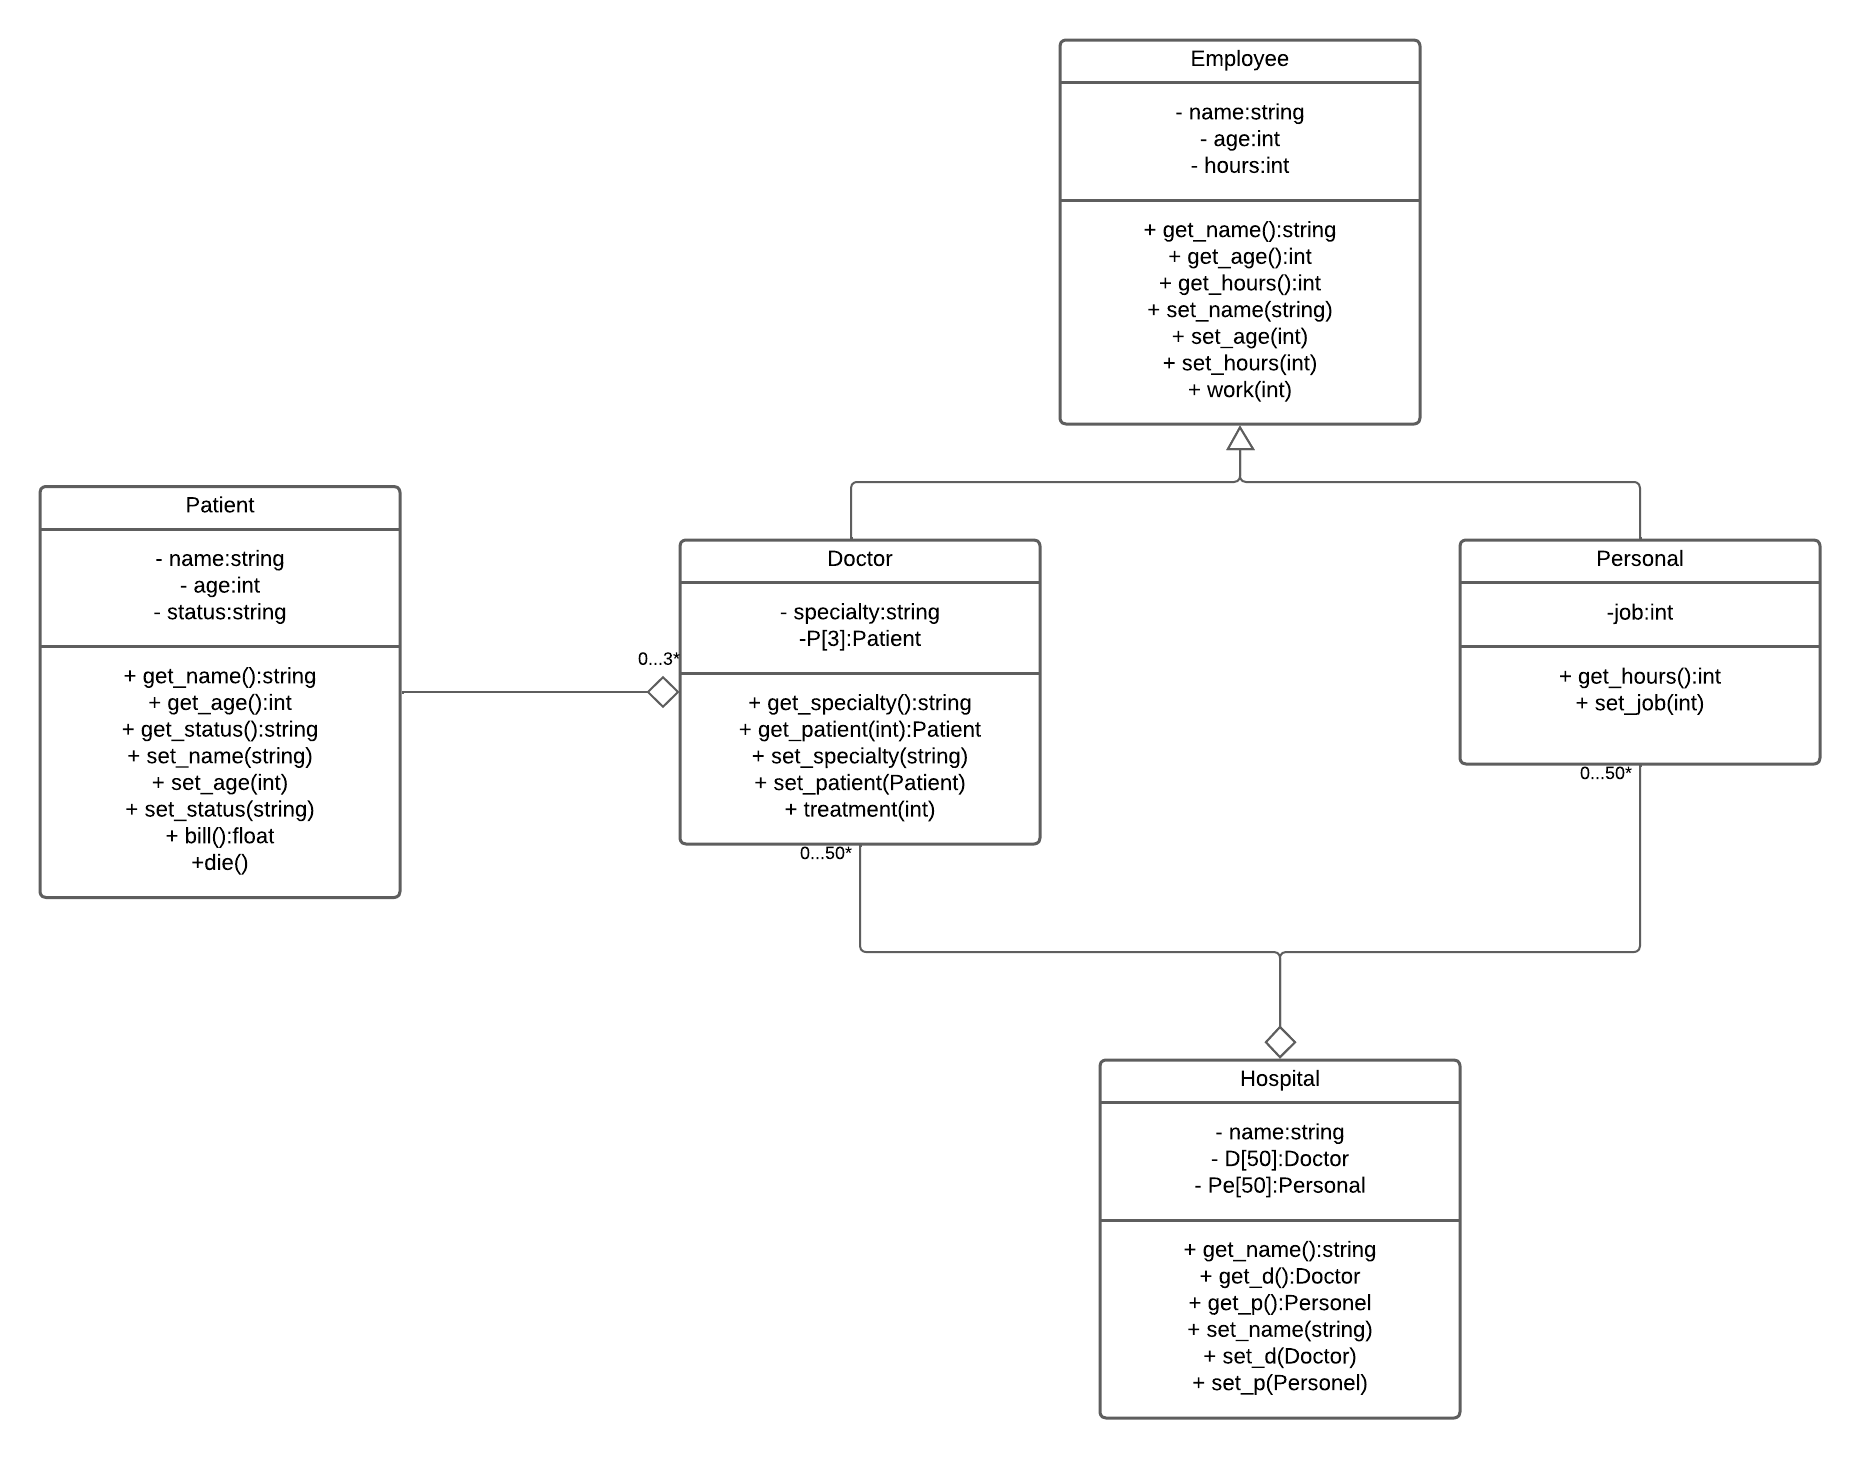 Employee
- name:string
- age:int
- hours:int
+ get_name():string
+ get_age():int
+ get_hours():int
+ set_name(string)
+ set_age(int)
+ set_hours(int)
+ work(int)
Patient
- name:string
- age:int
- status:string
+ get_name():string
+ get_age():int
+ get_status():string
+ set_name(string)
+ set_age(int)
+ set_status(string)
+ bill():float
+die()
0...3*
Doctor
- specialty:string
-P[3]:Patient
+ get_specialty():string
+ get_patient(int):Patient
+ set_specialty(string)
+ set_patient(Patient)
+ treatment(int)
0...50*
Personal
-job:int
+ get_hours():int
+ set_job(int)
0...50*
Hospital
- name:string
- D[50]:Doctor
- Pe[50]:Personal
+ get_name():string
+ get_d():Doctor
+ get_p():Personel
+ set_name(string)
+ set_d(Doctor)
+ set_p(Personel)